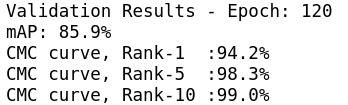 Validation Results - Epoch: 120
mAP: 85.9%
CMC curve, Rank-1  :94.2%
CMC curve, Rank-5  :98.3%
CMC curve, Rank-10 :99.0%